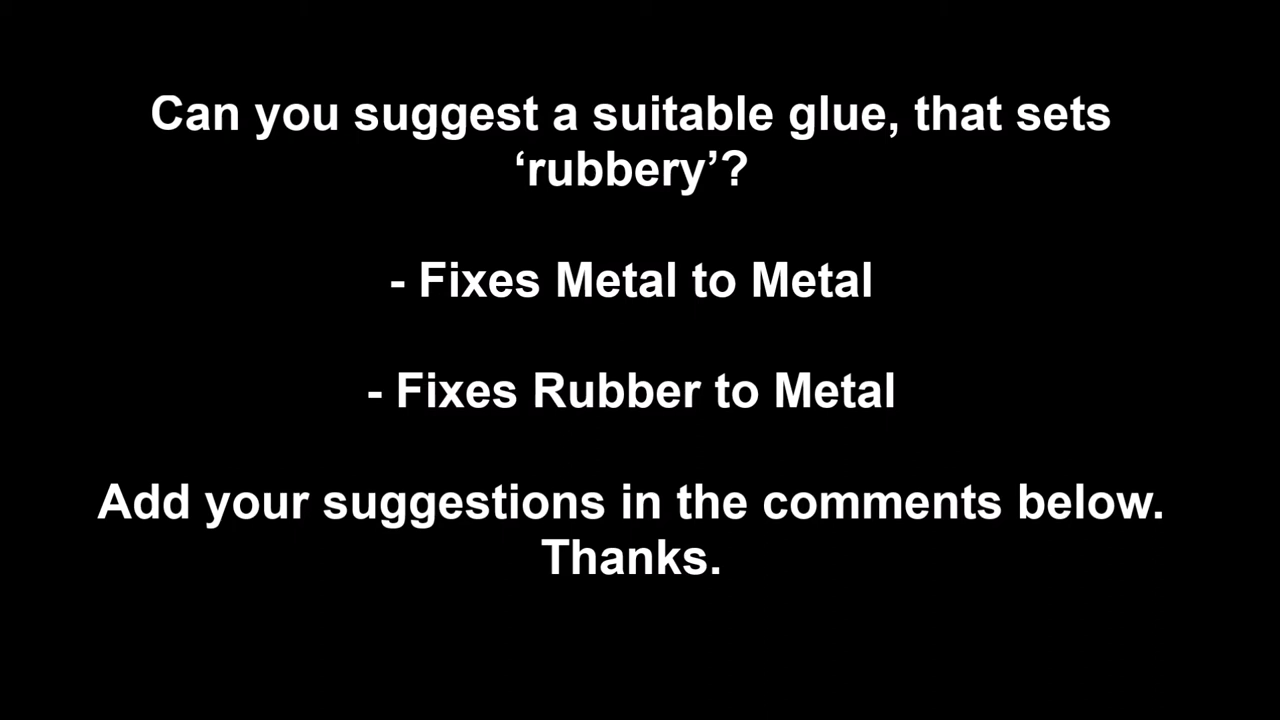 Can you suggest a suitable glue, that sets
‘rubbery’?
- Fixes Metal to Metal
- Fixes Rubber to Metal
Add your suggestions in the comments below.
Thanks.